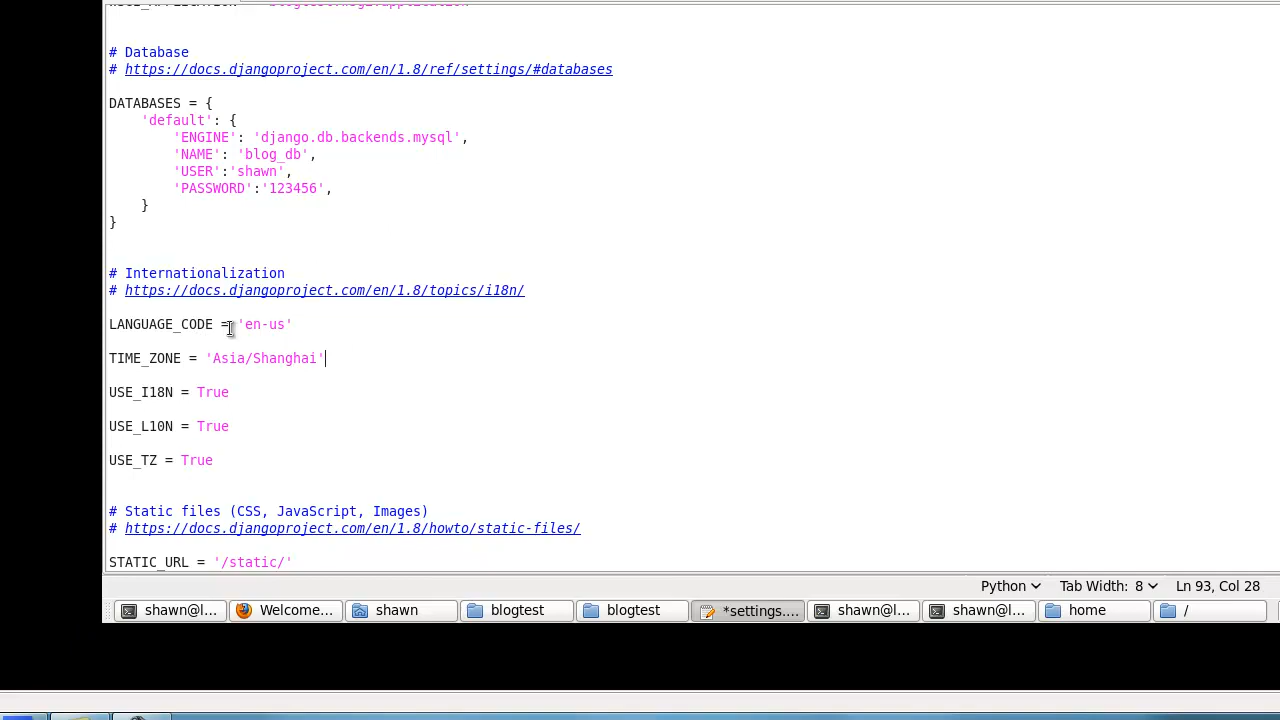 # Database
# https://docs.djangoproject.com/en/1.8/ref/settings/#databases
DATABASES = {
'default': {
'ENGINE': 'django.db.backends.mysql',
'NAME': 'blog_db',
'USER':'shawn',
'PASSWORD':'123456',
}
}
# Internationalization
# https://docs.djangoproject.com/en/1.8/topics/i18n/
LANGUAGE_CODE = 'en-us'
TIME_ZONE = 'Asia/Shanghai'
USE_I18N = True
USE_L10N = True
USE_TZ = True
# Static files (CSS, JavaScript, Images)
# https://docs.djangoproject.com/en/1.8/howto/static-files/
STATIC_URL = '/static/'
Python Tab Width: 8 Ln 93, Col 28
shawn@l... Welcome... shawn blogtest blogtest *settings.... shawn@l... shawn@l... home /